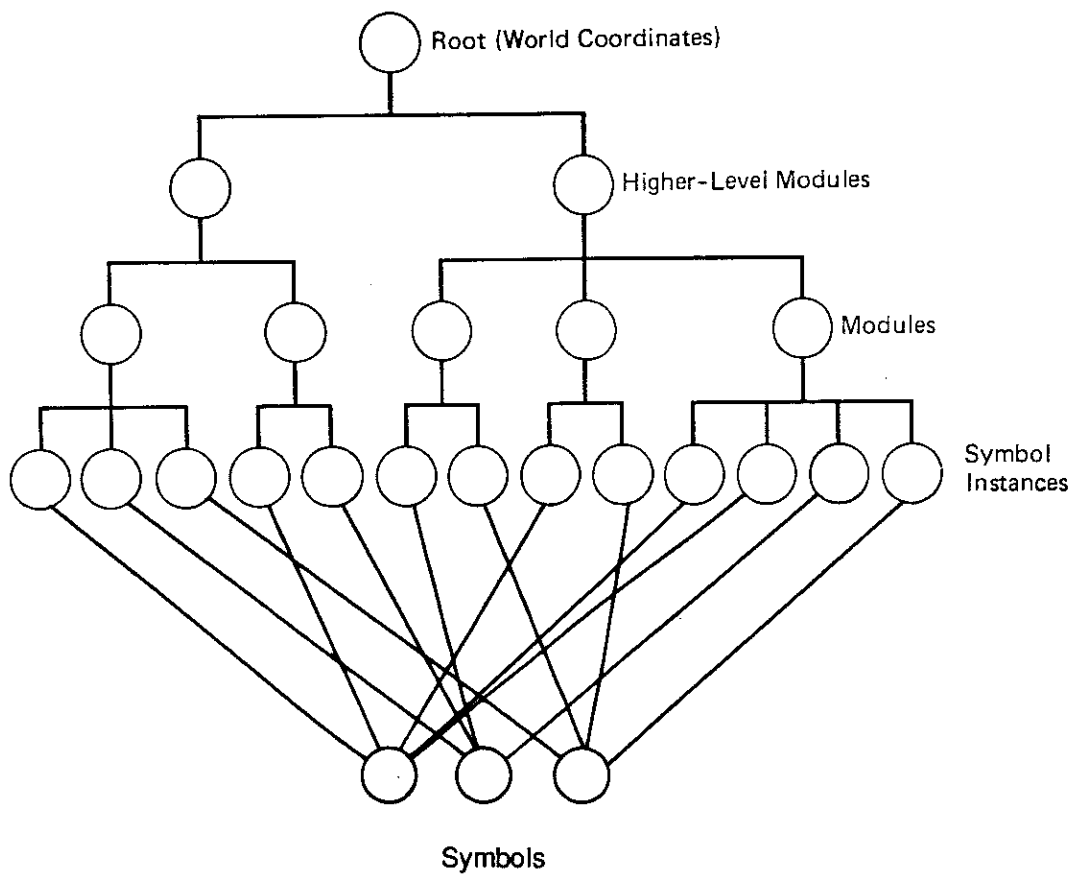 Root (World Coordinates)
Higher-Level Modules
Modules
Symbol
Instances
Symbols